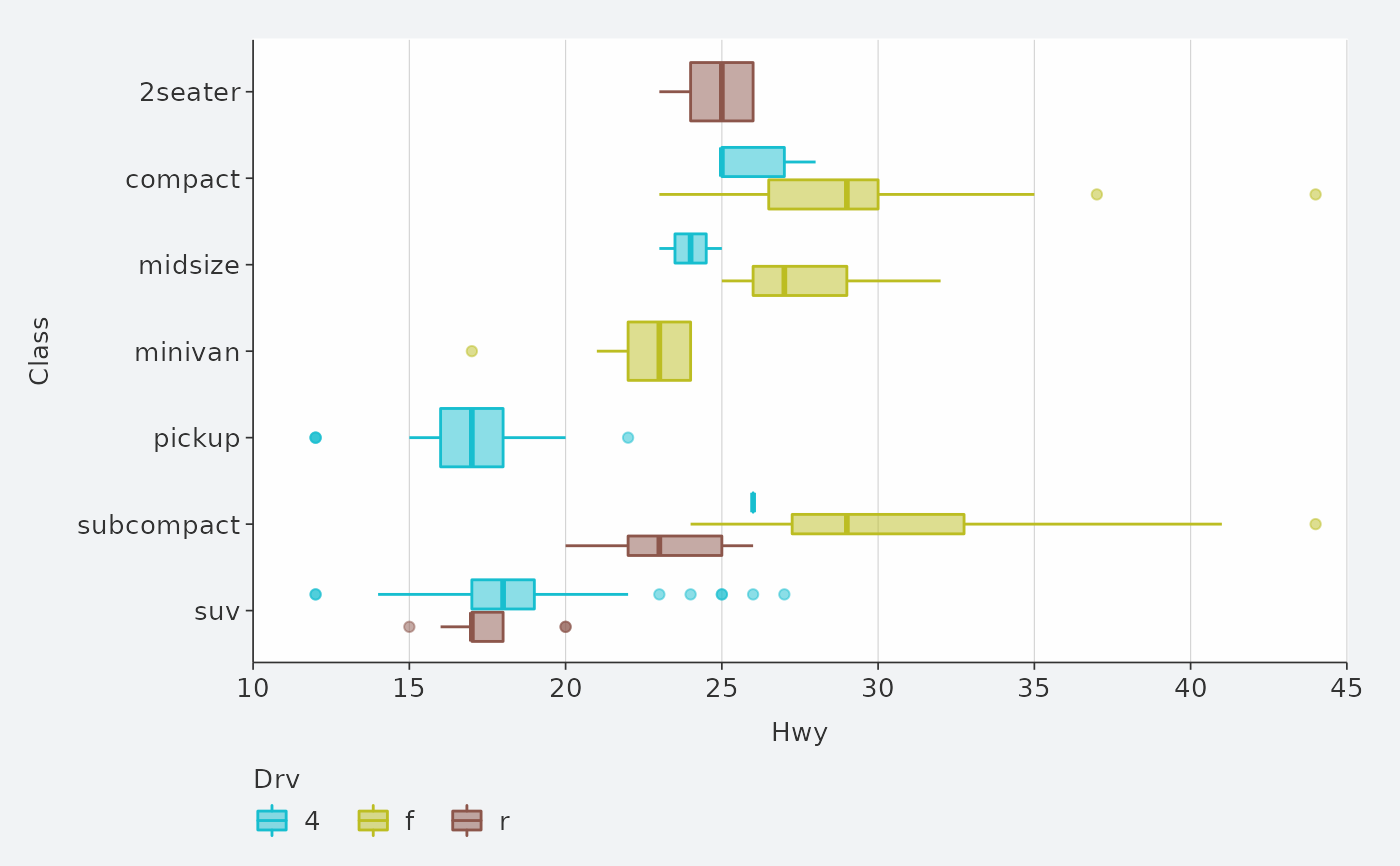 Class
2seater
compact
midsize
minivan
pickup
subcompact
suv
10 15 20 25 30 35 40 45
Hwy
Drv
4 f r